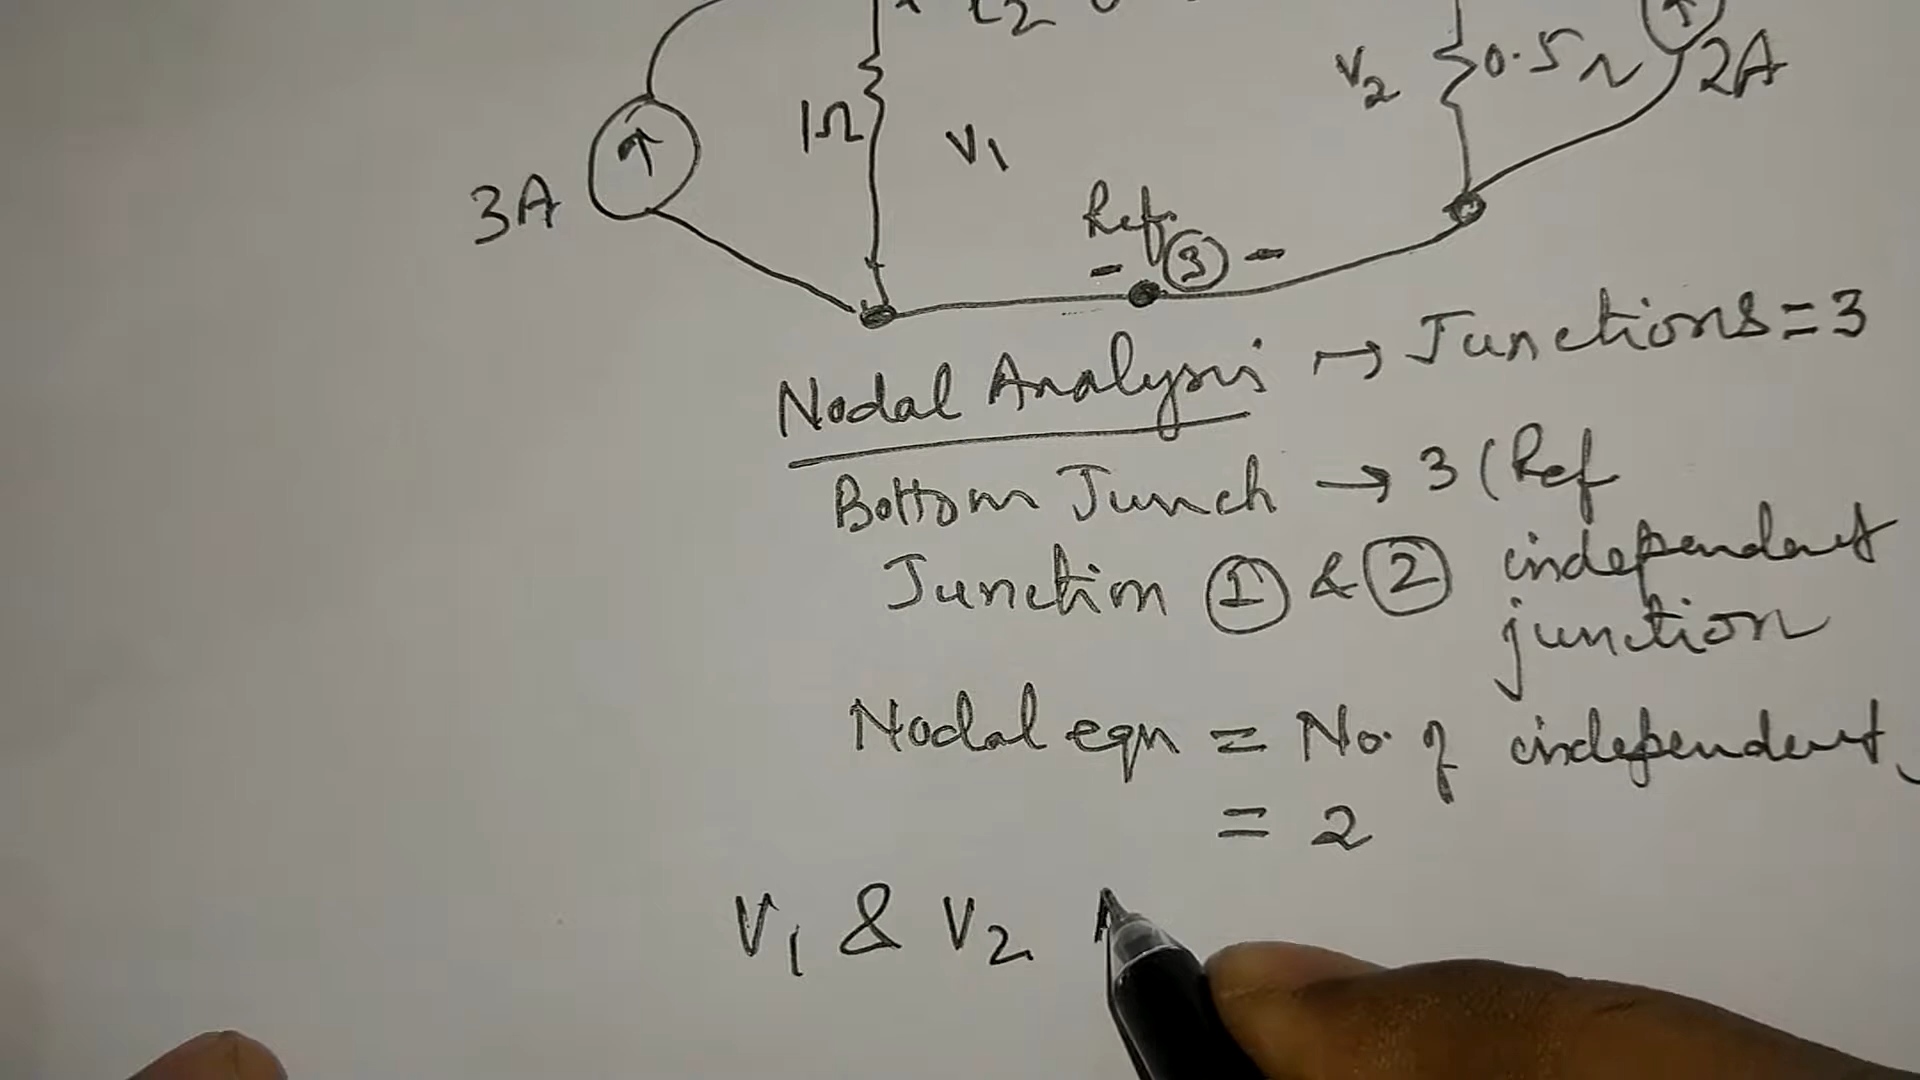 V2 0.5Ω 2A
1Ω V1
3A
Ref.
- 3 -
Nodal Analysis → Junctions = 3
Bottom Junch → 3 (Ref
Junction 1 & 2 independent
junction
Nodal eqn = No. of independent
= 2
V1 & V2